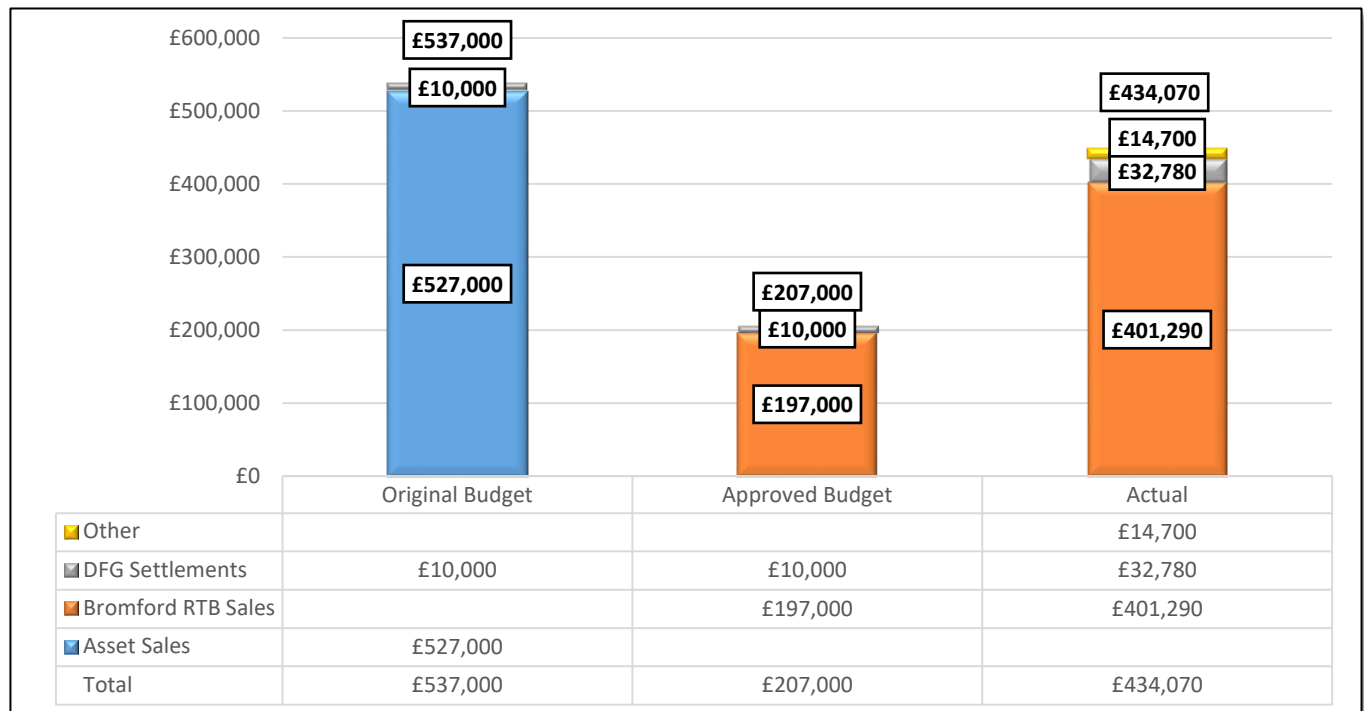 £600,000
£500,000
£400,000
£300,000
£200,000
£100,000
£0
£537,000
£10,000
£527,000
£207,000
£10,000
£197,000
£434,070
£14,700
£32,780
£401,290
Original Budget Approved Budget Actual
Other £14,700
DFG Settlements £10,000 £10,000 £32,780
Bromford RTB Sales £197,000 £401,290
Asset Sales £527,000
Total £537,000 £207,000 £434,070